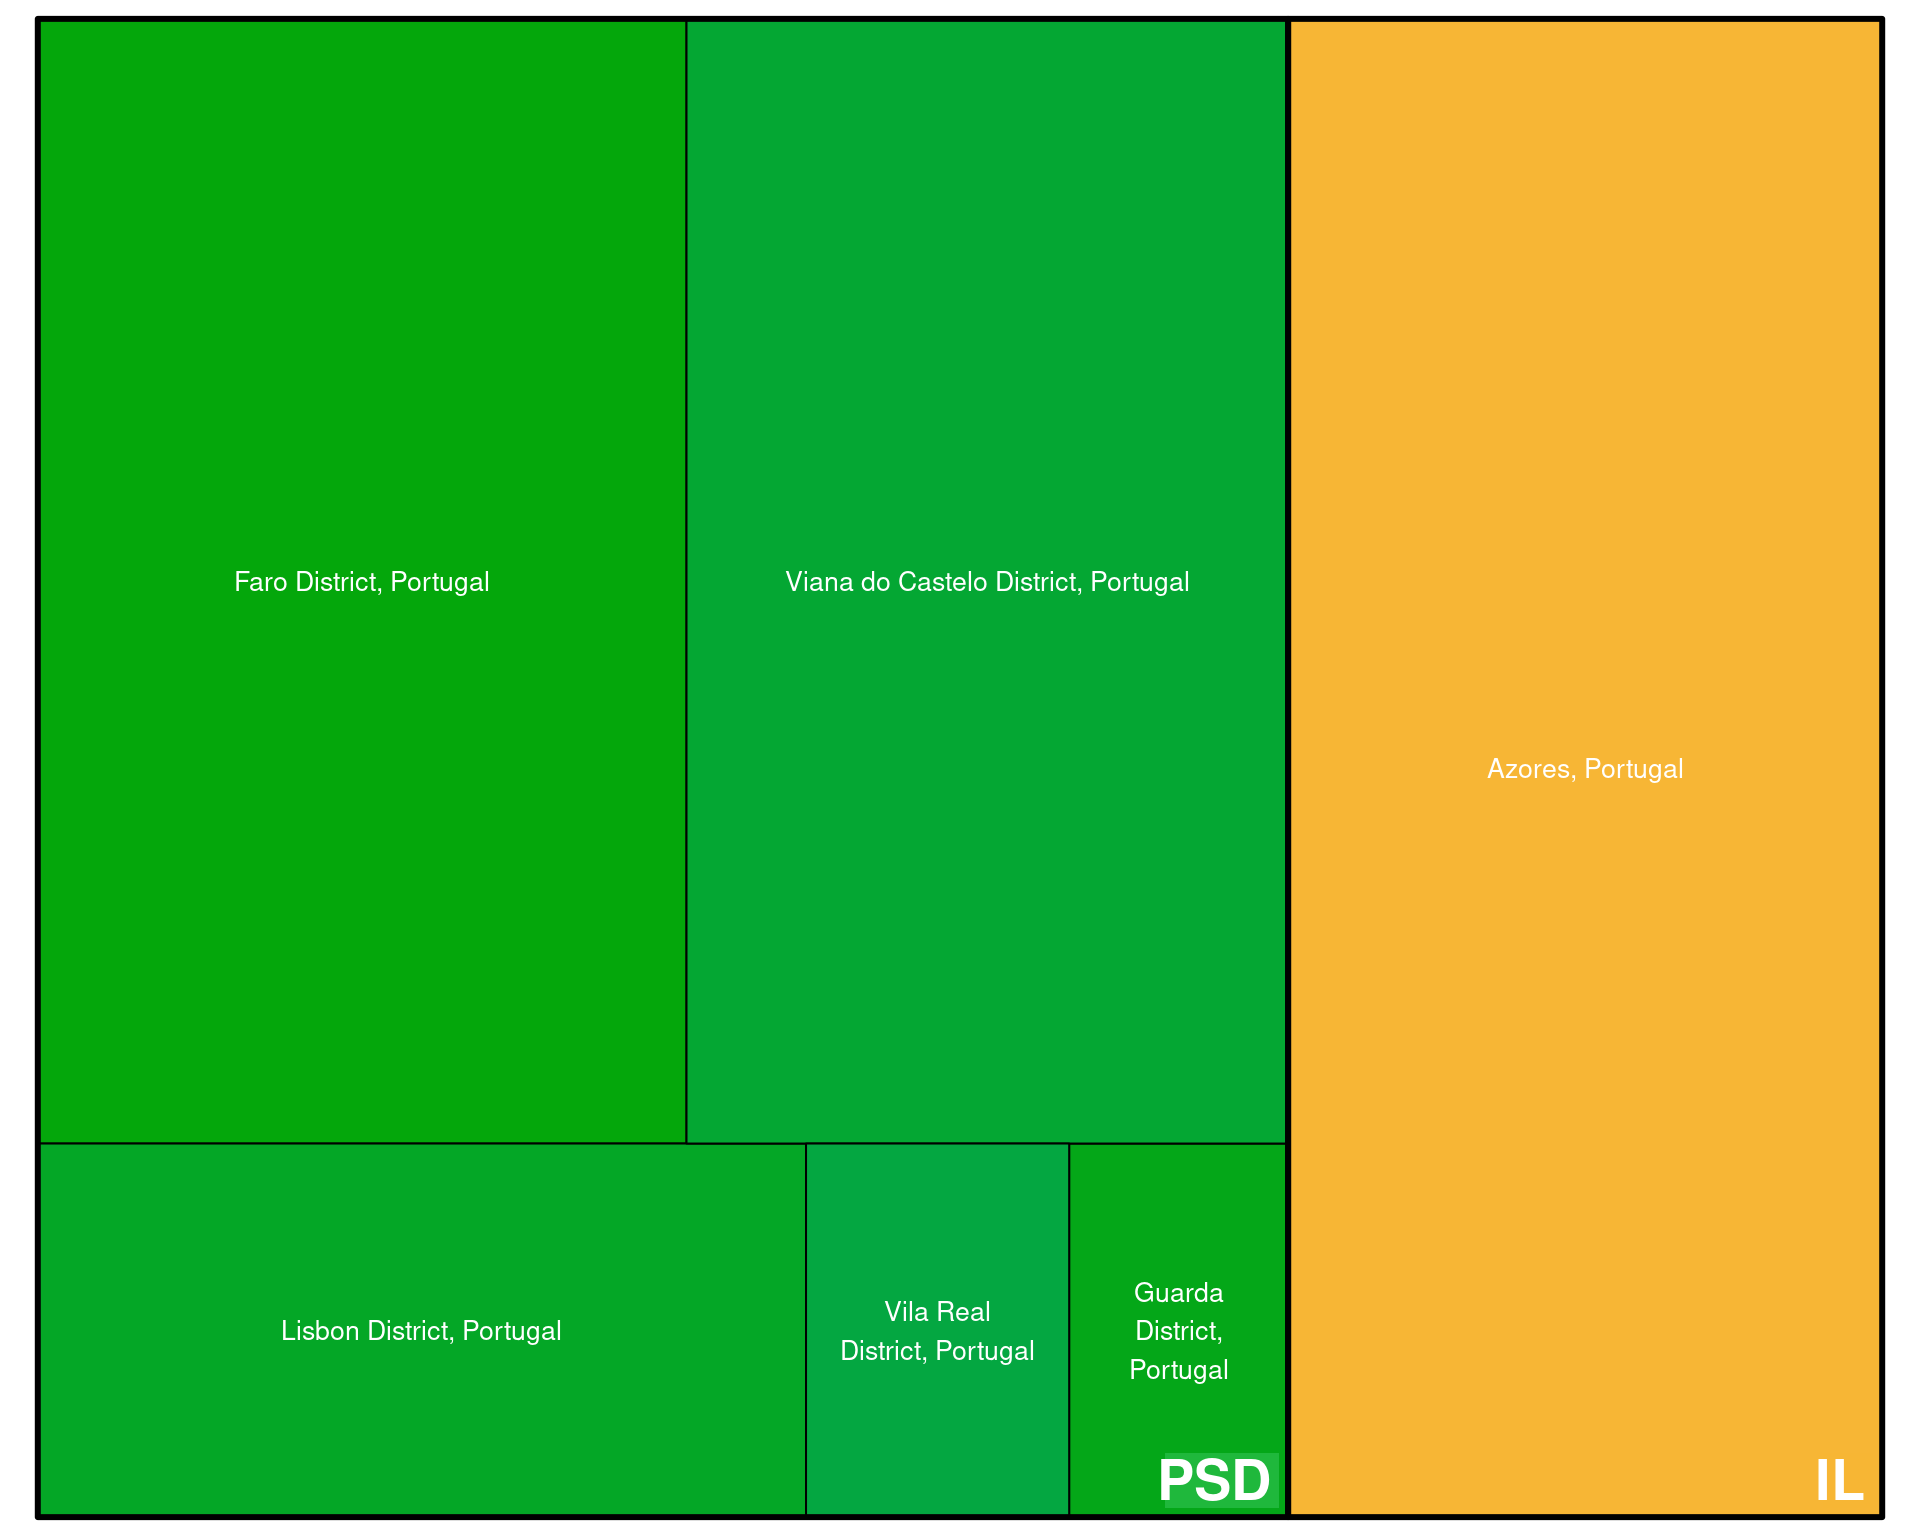 Faro District, Portugal
Viana do Castelo District, Portugal
Azores, Portugal
Lisbon District, Portugal
Vila Real
District, Portugal
Guarda
District,
Portugal
PSD
IL